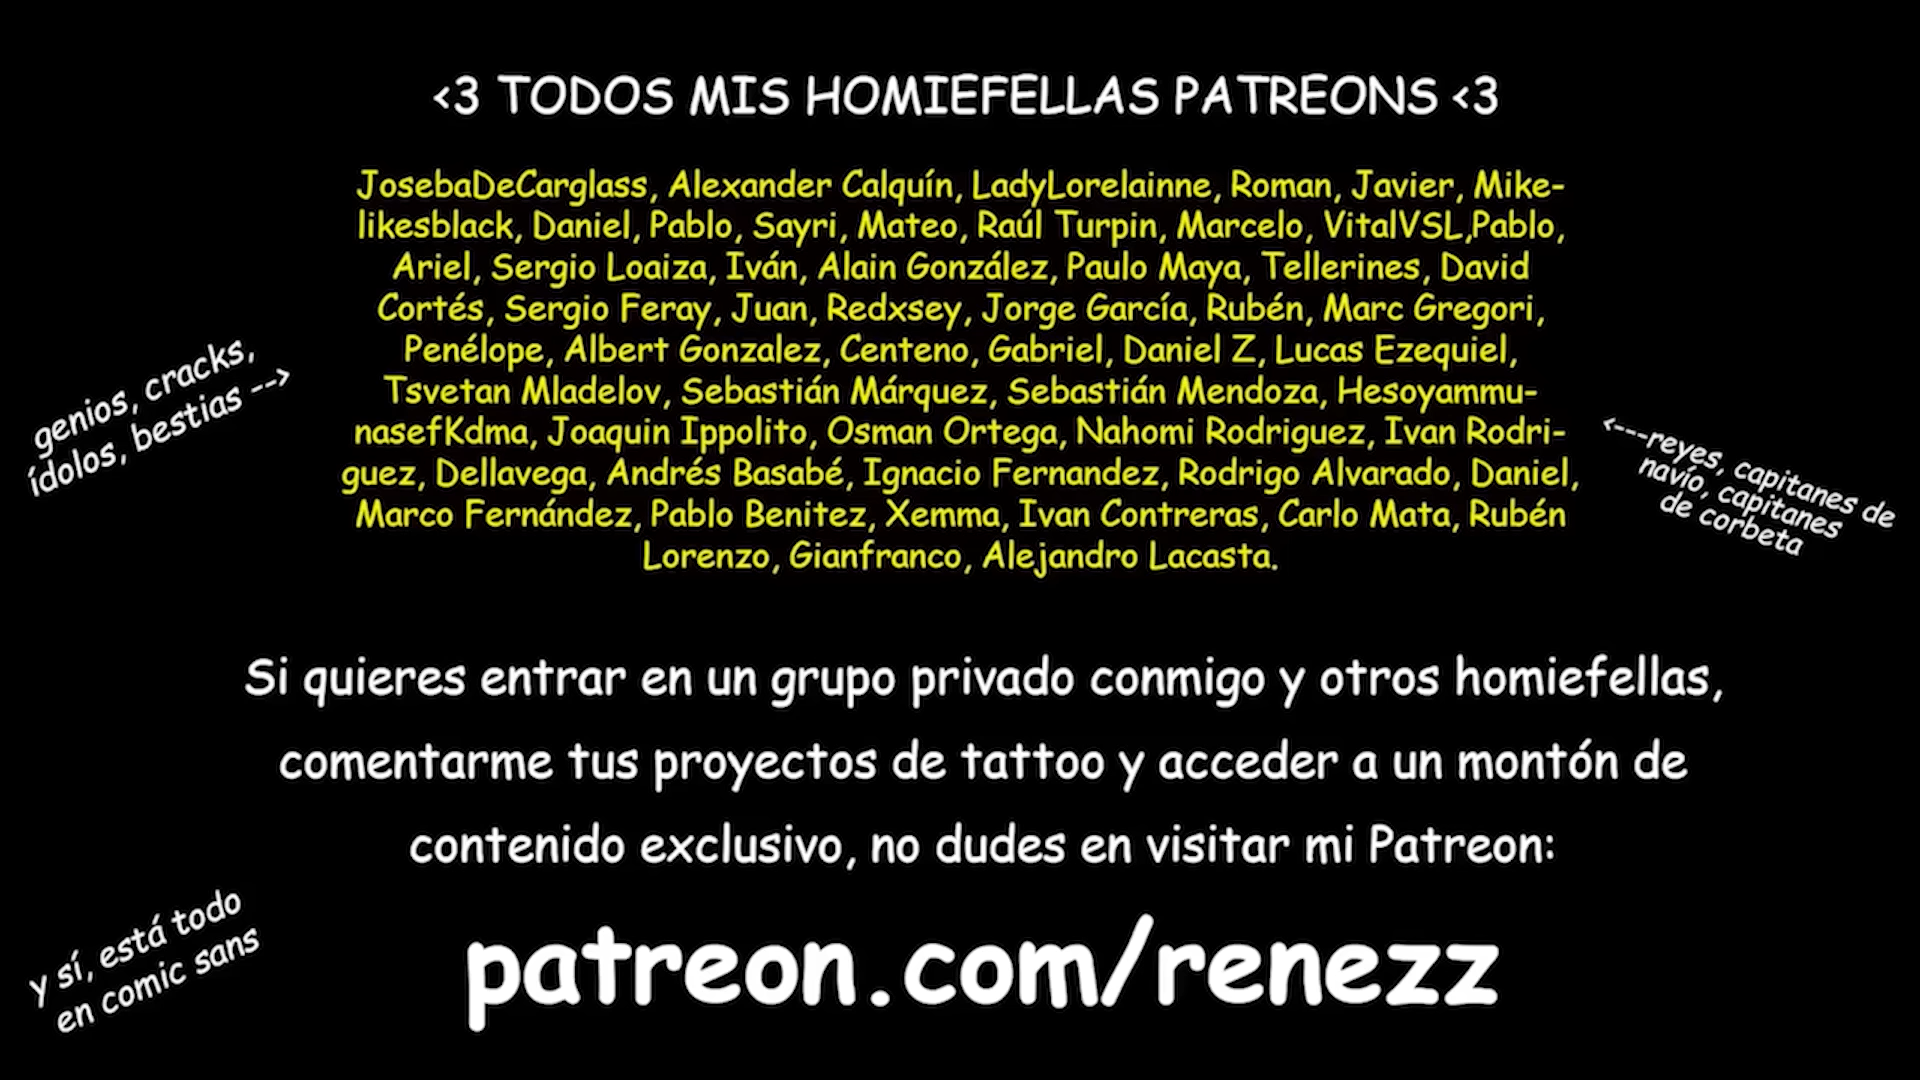 <3 TODOS MIS HOMIEFELLAS PATREONS <3
JosebaDeCarglass, Alexander Calquín, LadyLorelainne, Roman, Javier, Mike-
likesblack, Daniel, Pablo, Sayri, Mateo, Raúl Turpin, Marcelo, VitalVSL,Pablo,
Ariel, Sergio Loaiza, Iván, Alain González, Paulo Maya, Tellerines, David
Cortés, Sergio Feray, Juan, Redxsey, Jorge García, Rubén, Marc Gregori,
Penélope, Albert Gonzalez, Centeno, Gabriel, Daniel Z, Lucas Ezequiel,
Tsvetan Mladelov, Sebastián Márquez, Sebastián Mendoza, Hesoyammu-
nasefKdma, Joaquin Ippolito, Osman Ortega, Nahomi Rodriguez, Ivan Rodri-
guez, Dellavega, Andrés Basabé, Ignacio Fernandez, Rodrigo Alvarado, Daniel,
Marco Fernández, Pablo Benitez, Xemma, Ivan Contreras, Carlo Mata, Rubén
Lorenzo, Gianfranco, Alejandro Lacasta.
genios, cracks,
ídolos, bestias -->
<---reyes, capitanes de
navío, capitanes
de corbeta
Si quieres entrar en un grupo privado conmigo y otros homiefellas,
comentarme tus proyectos de tattoo y acceder a un montón de
contenido exclusivo, no dudes en visitar mi Patreon:
y sí, está todo
en comic sans
patreon.com/renezz